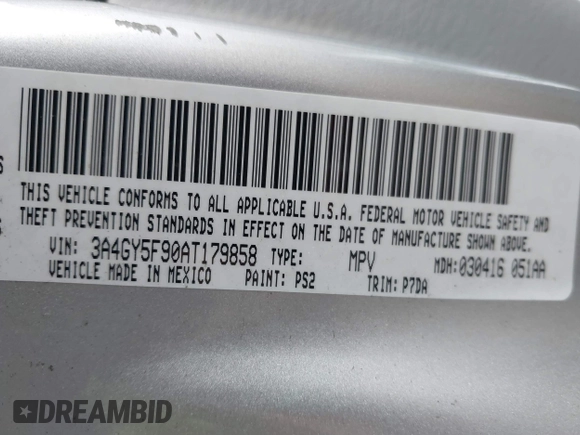 THIS VEHICLE CONFORMS TO ALL APPLICABLE U.S.A. FEDERAL MOTOR VEHICLE SAFETY AND
THEFT PREVENTION STANDARDS IN EFFECT ON THE DATE OF MANUFACTURE SHOWN ABOVE.
VIN: 3A4GY5F90AT179858 TYPE: MPV MDH:030416 051AA
VEHICLE MADE IN MEXICO PAINT: PS2 TRIM: P7DA
DREAMBID